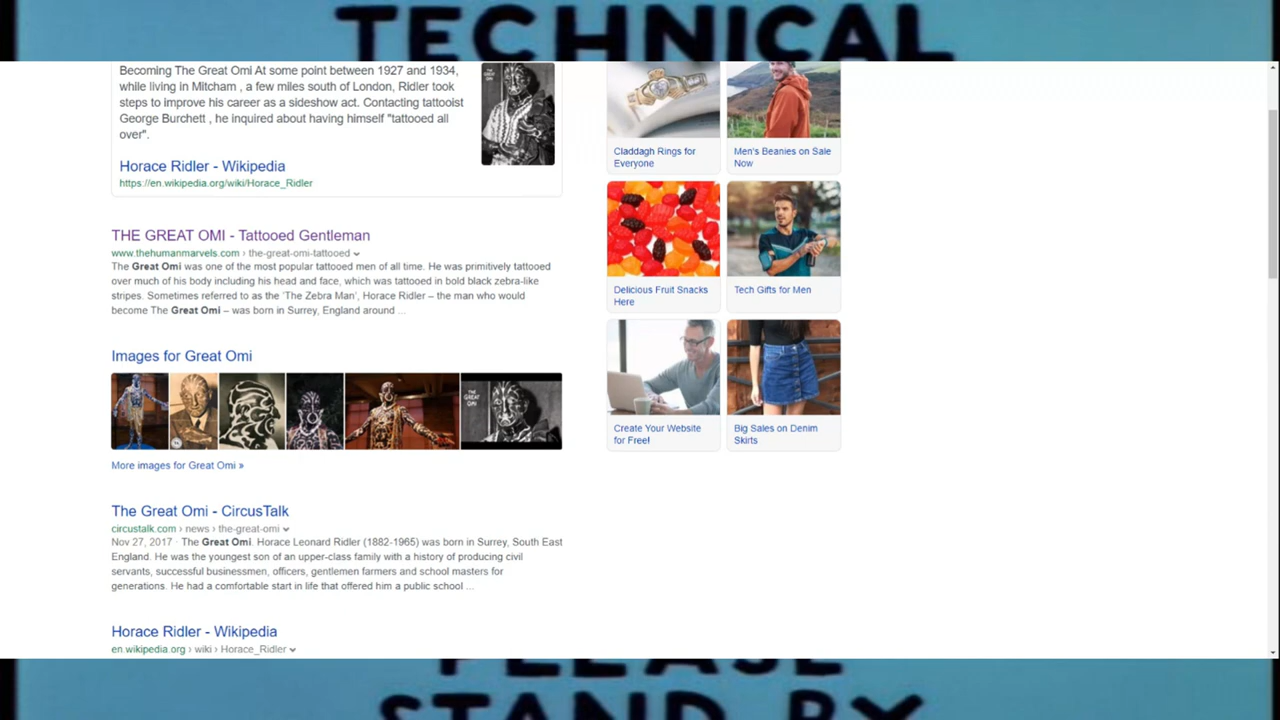 TECHNICAL
Becoming The Great Omi At some point between 1927 and 1934,
while living in Mitcham , a few miles south of London, Ridler took
steps to improve his career as a sideshow act. Contacting tattooist
George Burchett , he inquired about having himself "tattooed all
over".
Horace Ridler - Wikipedia
https://en.wikipedia.org/wiki/Horace_Ridler
THE GREAT OMI - Tattooed Gentleman
www.thehumanmarvels.com › the-great-omi-tattooed
The Great Omi was one of the most popular tattooed men of all time. He was primitively tattooed
over much of his body including his head and face, which was tattooed in bold black zebra-like
stripes. Sometimes referred to as the 'The Zebra Man', Horace Ridler – the man who would
become The Great Omi – was born in Surrey, England around ...
Images for Great Omi
THE
GREAT
OMI
More images for Great Omi »
The Great Omi - CircusTalk
circustalk.com › news › the-great-omi
Nov 27, 2017 · The Great Omi. Horace Leonard Ridler (1882-1965) was born in Surrey, South East
England. He was the youngest son of an upper-class family with a history of producing civil
servants, successful businessmen, officers, gentlemen farmers and school masters for
generations. He had a comfortable start in life that offered him a public school ...
Horace Ridler - Wikipedia
en.wikipedia.org › wiki › Horace_Ridler
Claddagh Rings for
Everyone
Men's Beanies on Sale
Now
Delicious Fruit Snacks
Here
Tech Gifts for Men
Create Your Website
for Free!
Big Sales on Denim
Skirts
PLEASE
STAND BY